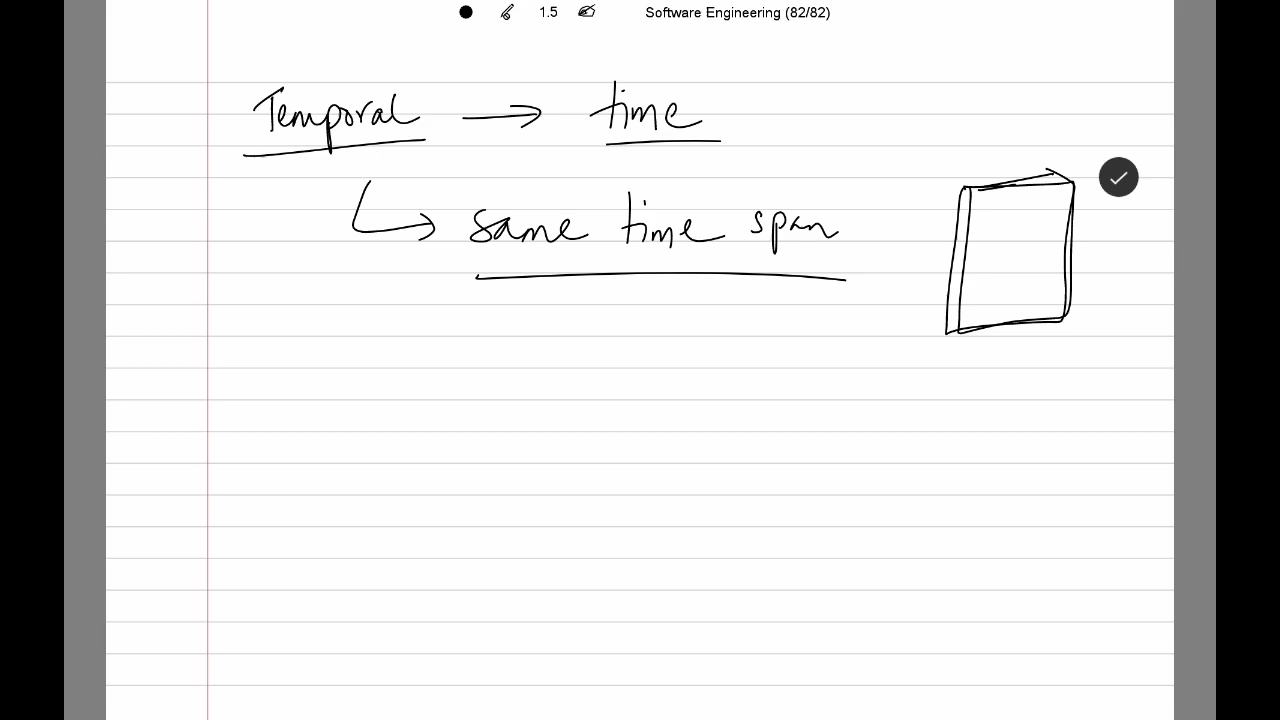 1.5 Software Engineering (82/82)
Temporal → time
↳ same time span